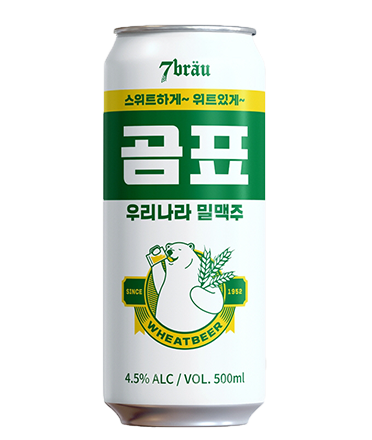 7bräu
스위트하게~ 위트있게~
곰표
우리나라 밀맥주
SINCE 1952
WHEATBEER
4.5% ALC / VOL. 500ml